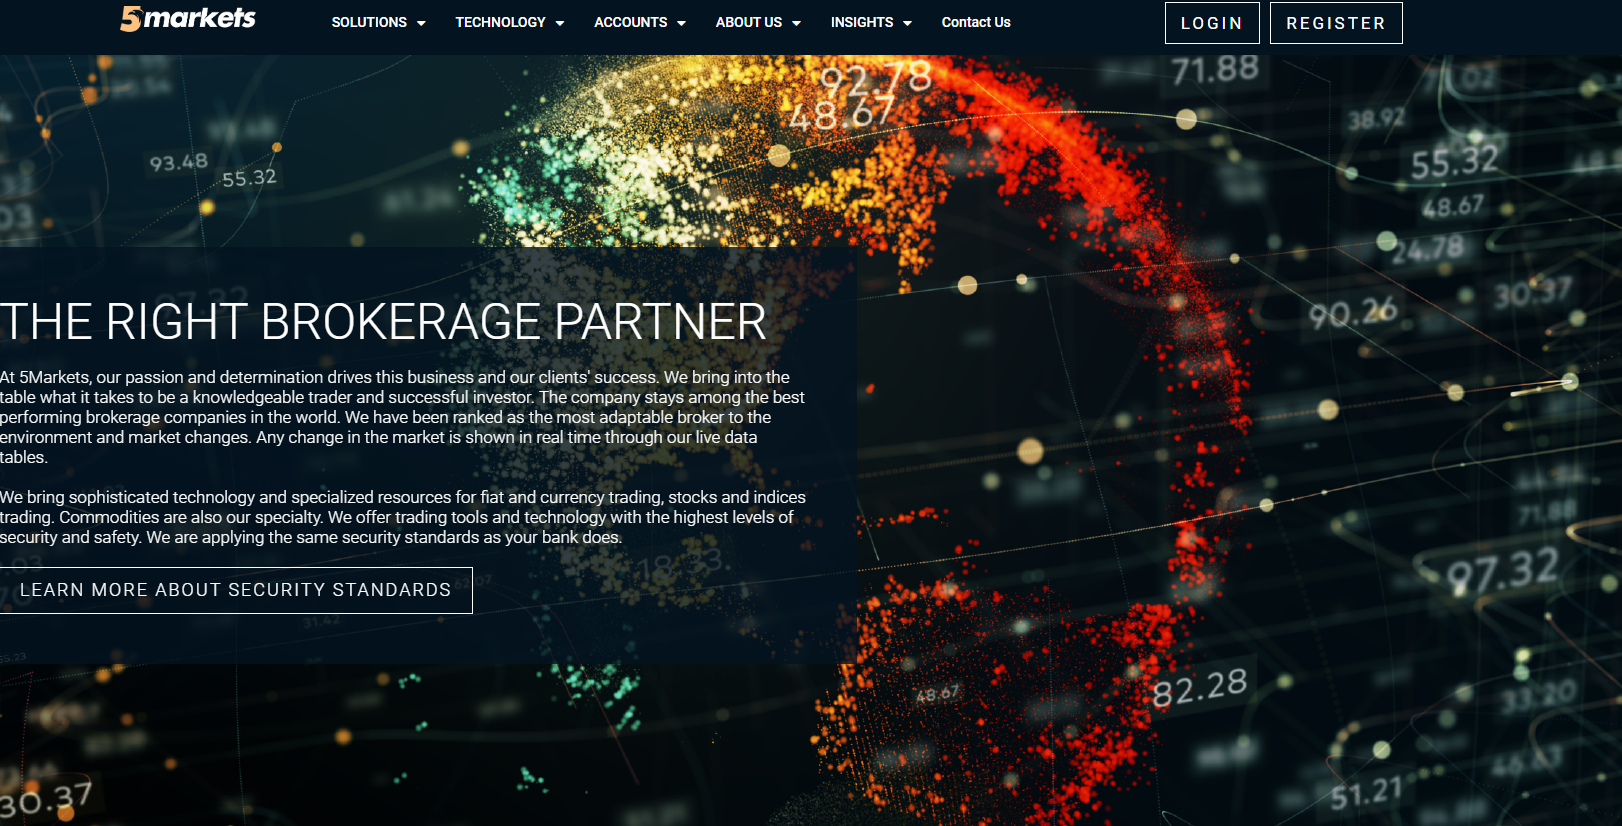 5markets
SOLUTIONS
TECHNOLOGY
ACCOUNTS
ABOUT US
INSIGHTS
Contact Us
LOGIN
REGISTER
92.78
48.67
71.88
38.92
93.48
55.32
55.32
48.67
24.78
30.37
90.26
THE RIGHT BROKERAGE PARTNER
At 5Markets, our passion and determination drives this business and our clients' success. We bring into the
table what it takes to be a knowledgeable trader and successful investor. The company stays among the best
performing brokerage companies in the world. We have been ranked as the most adaptable broker to the
environment and market changes. Any change in the market is shown in real time through our live data
tables.
We bring sophisticated technology and specialized resources for fiat and currency trading, stocks and indices
trading. Commodities are also our specialty. We offer trading tools and technology with the highest levels of
security and safety. We are applying the same security standards as your bank does.
71.88
18.33
97.32
LEARN MORE ABOUT SECURITY STANDARDS
31.42
55.23
48.67
82.28
33.20
30.37
51.21